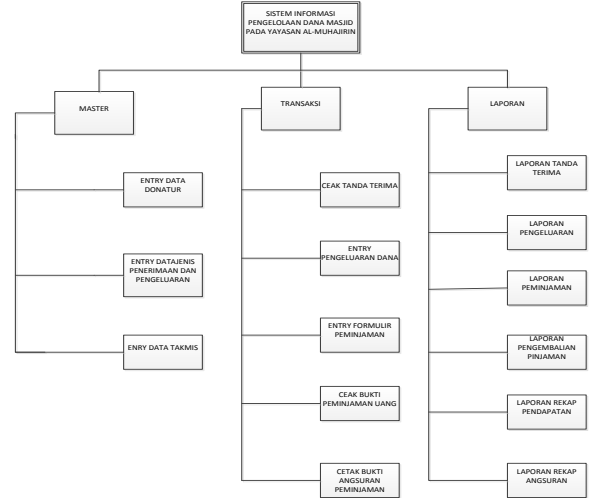 SISTEM INFORMASI
PENGELOLAAN DANA MASJID
PADA YAYASAN AL-MUHAJIRIN
MASTER
TRANSAKSI
LAPORAN
ENTRY DATA
DONATUR
ENTRY DATAJENIS
PENERIMAAN DAN
PENGELUARAN
ENRY DATA TAKMIS
CEAK TANDA TERIMA
ENTRY
PENGELUARAN DANA
ENTRY FORMULIR
PEMINJAMAN
CEAK BUKTI
PEMINJAMAN UANG
CETAK BUKTI
ANGSURAN
PEMINJAMAN
LAPORAN TANDA
TERIMA
LAPORAN
PENGELUARAN
LAPORAN
PEMINJAMAN
LAPORAN
PENGEMBALIAN
PINJAMAN
LAPORAN REKAP
PENDAPATAN
LAPORAN REKAP
ANGSURAN